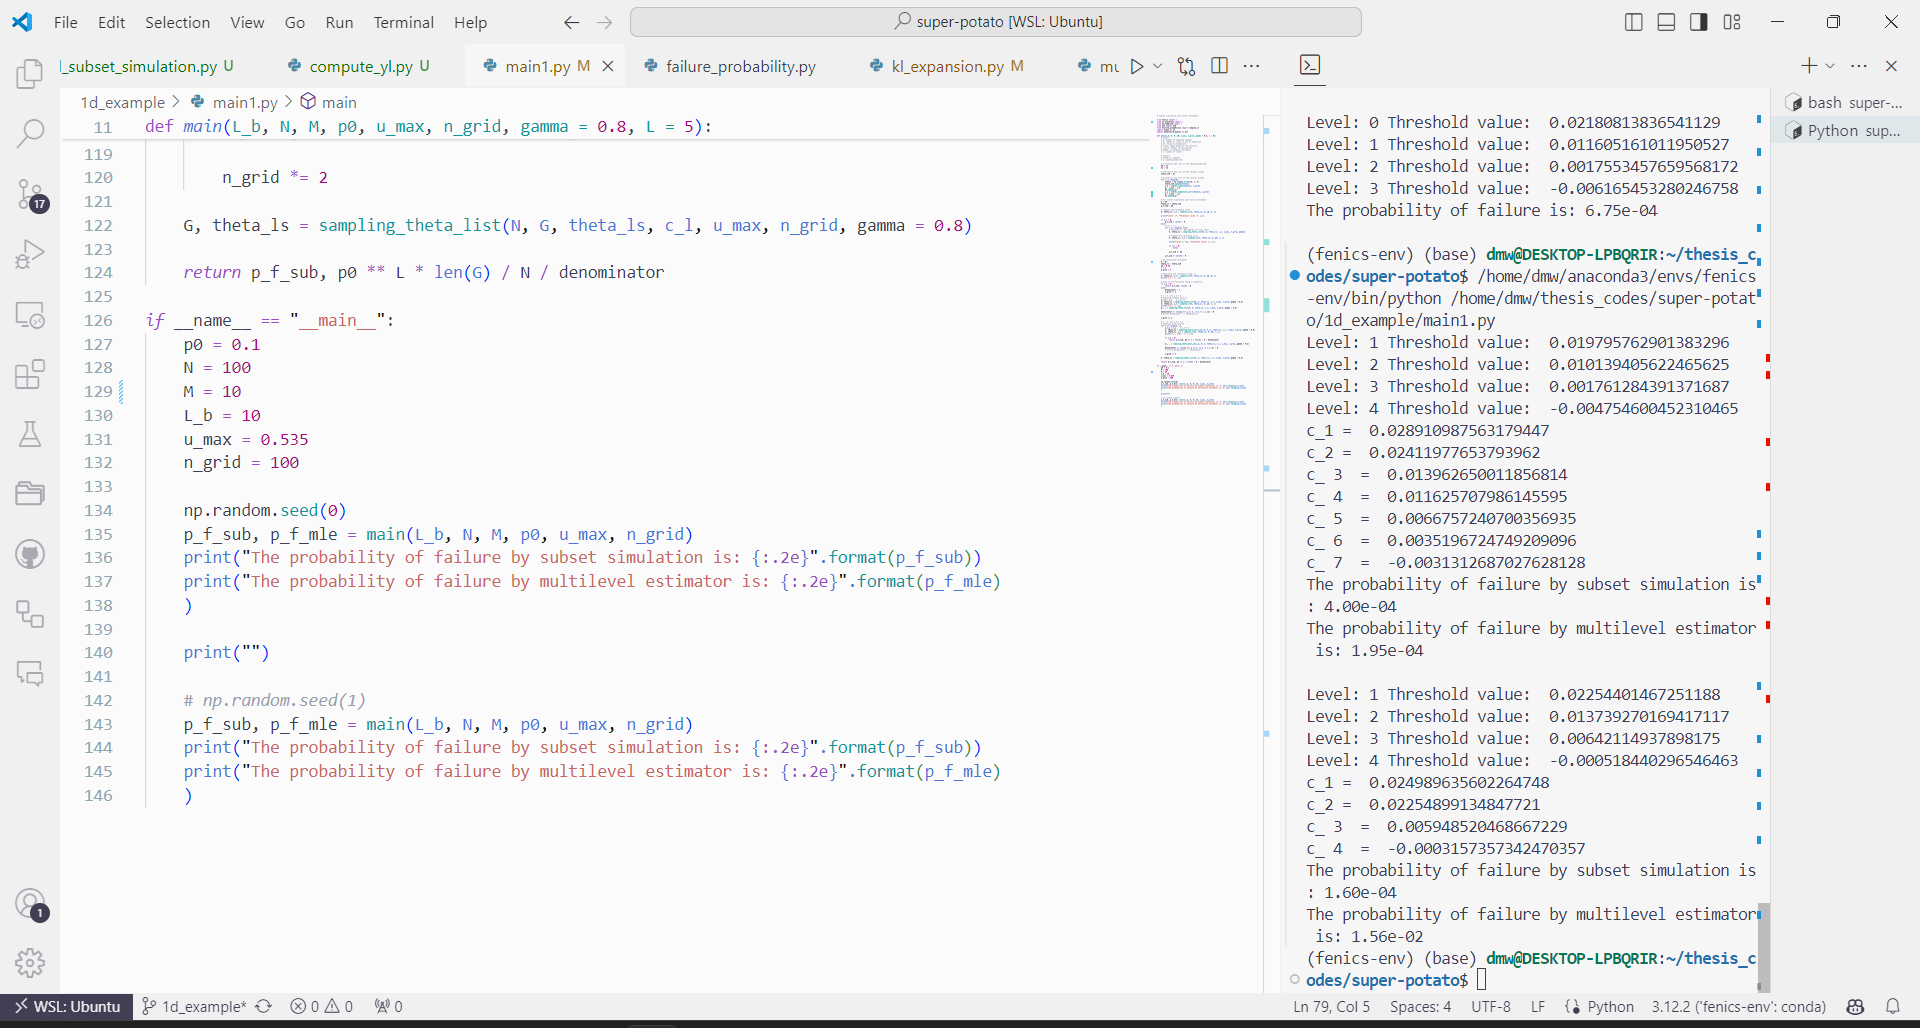 File Edit Selection View Go Run Terminal Help
super-potato [WSL: Ubuntu]
l_subset_simulation.py U
compute_yl.py U
main1.py M
failure_probability.py
kl_expansion.py M
mu
1d_example > main1.py > main
11 def main(L_b, N, M, p0, u_max, n_grid, gamma = 0.8, L = 5):
119
120 n_grid *= 2
121
122 G, theta_ls = sampling_theta_list(N, G, theta_ls, c_l, u_max, n_grid, gamma = 0.8)
123
124 return p_f_sub, p0 ** L * len(G) / N / denominator
125
126 if __name__ == "__main__":
127 p0 = 0.1
128 N = 100
129 M = 10
130 L_b = 10
131 u_max = 0.535
132 n_grid = 100
133
134 np.random.seed(0)
135 p_f_sub, p_f_mle = main(L_b, N, M, p0, u_max, n_grid)
136 print("The probability of failure by subset simulation is: {:.2e}".format(p_f_sub))
137 print("The probability of failure by multilevel estimator is: {:.2e}".format(p_f_mle)
138 )
139
140 print("")
141
142 # np.random.seed(1)
143 p_f_sub, p_f_mle = main(L_b, N, M, p0, u_max, n_grid)
144 print("The probability of failure by subset simulation is: {:.2e}".format(p_f_sub))
145 print("The probability of failure by multilevel estimator is: {:.2e}".format(p_f_mle)
146 )
Level: 0 Threshold value:  0.02180813836541129
Level: 1 Threshold value:  0.011605161011950527
Level: 2 Threshold value:  0.00175534576595​68172
Level: 3 Threshold value:  -0.006165453280246758
The probability of failure is: 6.75e-04
(fenics-env) (base) dmw@DESKTOP-LPBQRIR:~/thesis_c
odes/super-potato$ /home/dmw/anaconda3/envs/fenics
-env/bin/python /home/dmw/thesis_codes/super-potat
o/1d_example/main1.py
Level: 1 Threshold value:  0.019795762901383296
Level: 2 Threshold value:  0.010139405622465625
Level: 3 Threshold value:  0.001761284391371687
Level: 4 Threshold value:  -0.004754600452310465
c_1 =  0.028910987563179447
c_2 =  0.02411977653793962
c_ 3  =  0.013962650011856814
c_ 4  =  0.011625707986145595
c_ 5  =  0.0066757240700356935
c_ 6  =  0.0035196724749209096
c_ 7  =  -0.0031312687027628128
The probability of failure by subset simulation is
: 4.00e-04
The probability of failure by multilevel estimator
is: 1.95e-04
Level: 1 Threshold value:  0.02254401467251188
Level: 2 Threshold value:  0.013739270169417117
Level: 3 Threshold value:  0.00642114937898175
Level: 4 Threshold value:  -0.000518440296546463
c_1 =  0.024989635602264748
c_2 =  0.02254899134847721
c_ 3  =  0.005948520468667229
c_ 4  =  -0.0003157357342470357
The probability of failure by subset simulation is
: 1.60e-04
The probability of failure by multilevel estimator
is: 1.56e-02
(fenics-env) (base) dmw@DESKTOP-LPBQRIR:~/thesis_c
odes/super-potato$
bash super-...
Python sup...
17
1
WSL: Ubuntu 1d_example* 0 0 0
Ln 79, Col 5 Spaces: 4 UTF-8 LF Python 3.12.2 ('fenics-env': conda)